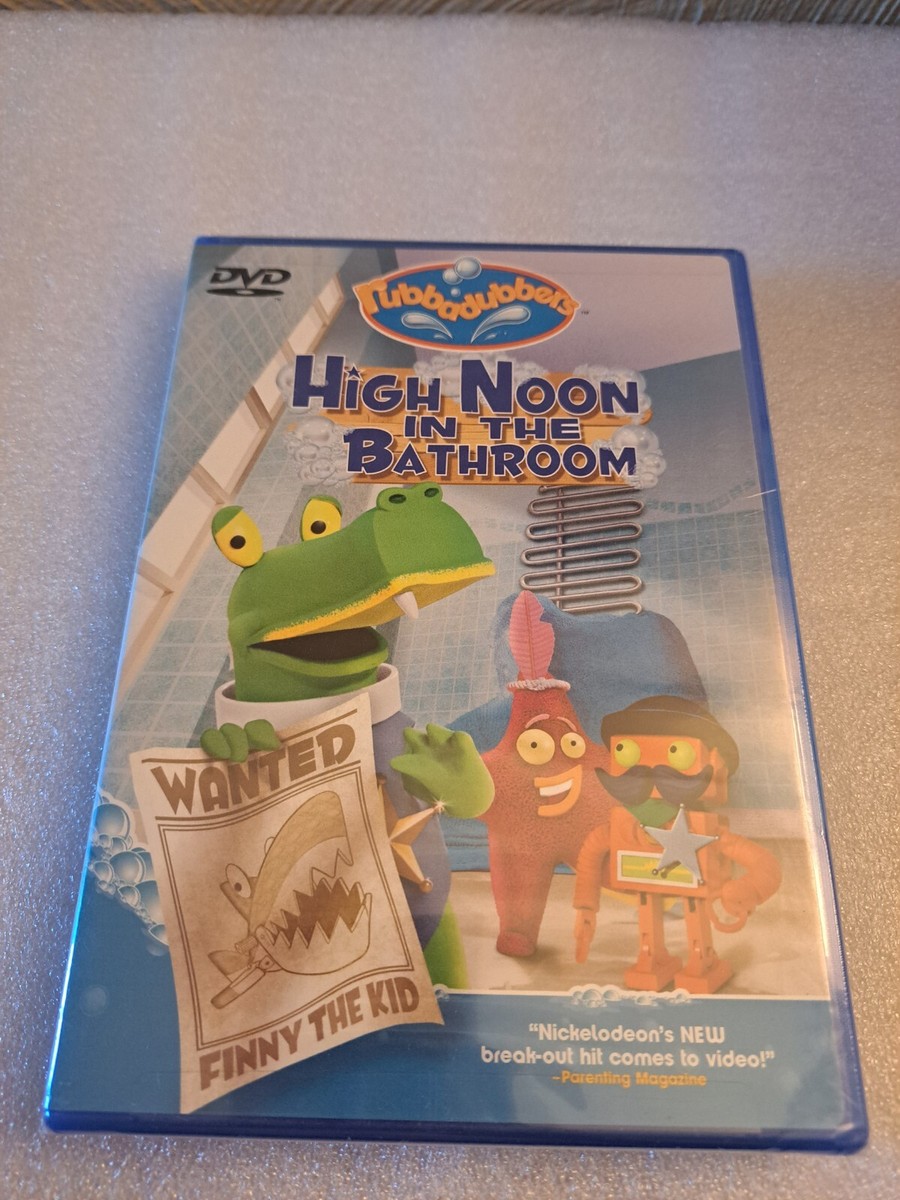 DVD
rubbadubbers™
HIGH NOON
IN THE
BATHROOM
WANTED
FINNY THE KID
"Nickelodeon's NEW
break-out hit comes to video!"
–Parenting Magazine